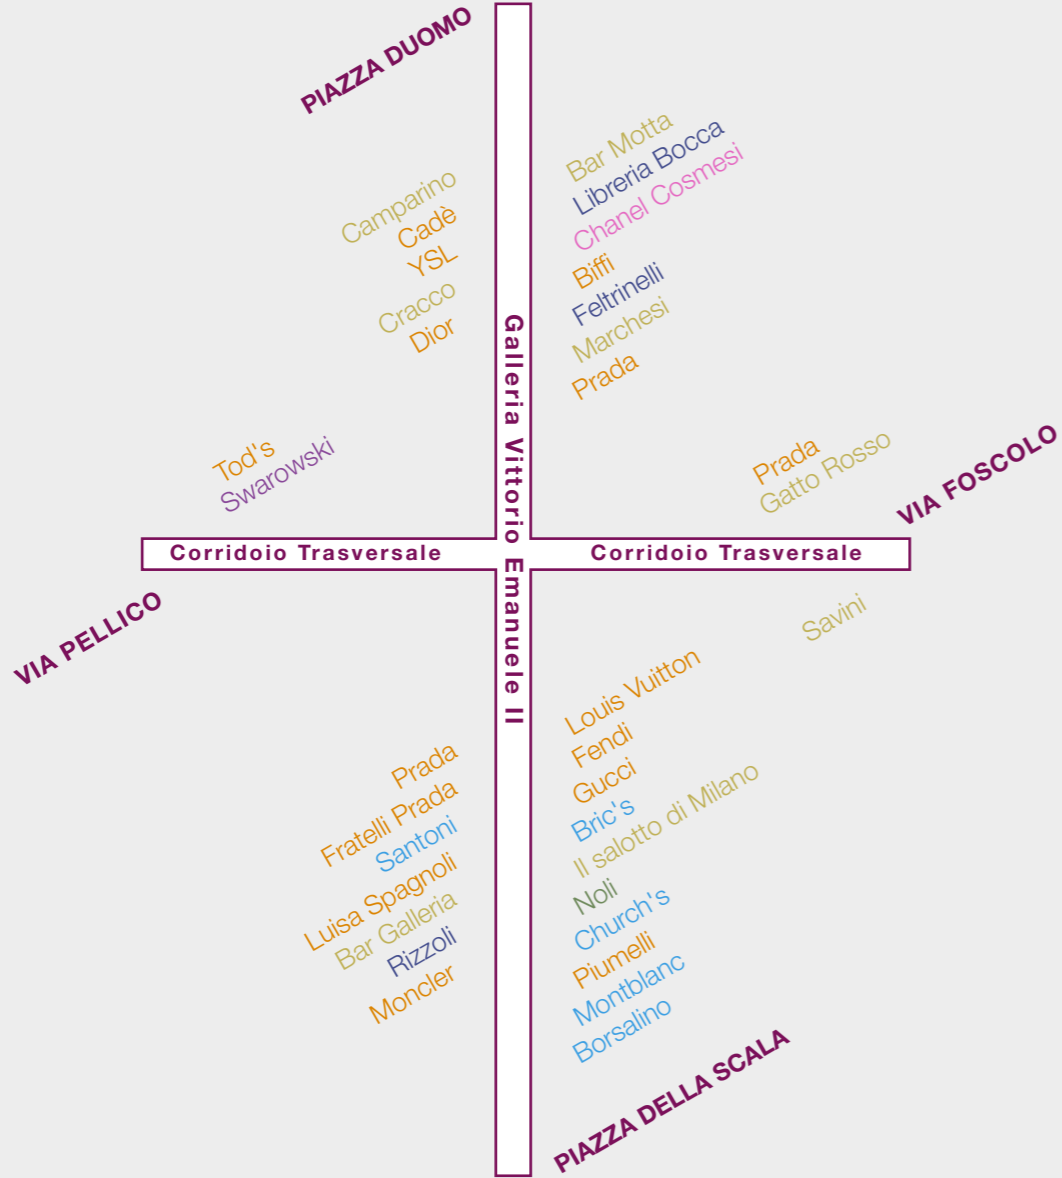 PIAZZA DUOMO
Camparino
Cadè
YSL
Cracco
Dior
Bar Motta
Libreria Bocca
Chanel Cosmesi
Biffi
Feltrinelli
Marchesi
Prada
Galleria Vittorio Emanuele II
Tod's
Swarowski
Prada
Gatto Rosso
VIA FOSCOLO
Corridoio Trasversale
Corridoio Trasversale
VIA PELLICO
Savini
Prada
Fratelli Prada
Santoni
Luisa Spagnoli
Bar Galleria
Rizzoli
Moncler
Louis Vuitton
Fendi
Gucci
Bric's
Il salotto di Milano
Noli
Church's
Piumelli
Montblanc
Borsalino
PIAZZA DELLA SCALA